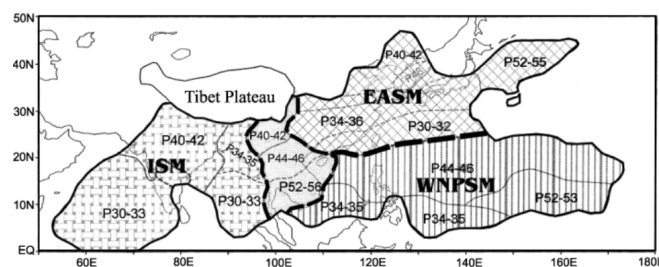 50N
40N
30N
20N
10N
EQ
Tibet Plateau
P40-42
P52-55
EASM
P34-36
P30-32
P40-42
P34-35
ISM
P30-33
P30-33
P40-42
P44-46
P52-56
P34-35
P44-46
WNPSM
P52-53
P34-35
60E
80E
100E
120E
140E
160E
180